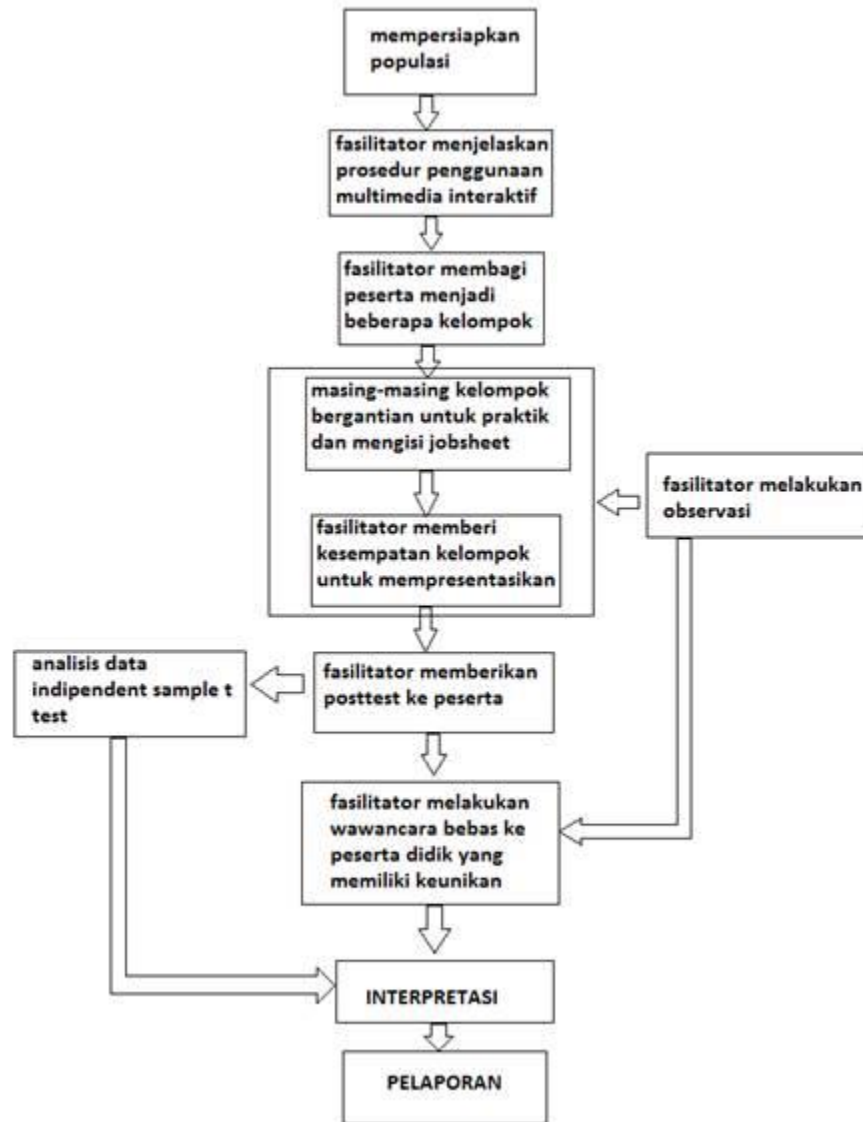 mempersiapkan
populasi
fasilitator menjelaskan
prosedur penggunaan
multimedia interaktif
fasilitator membagi
peserta menjadi
beberapa kelompok
masing-masing kelompok
bergantian untuk praktik
dan mengisi jobsheet
fasilitator melakukan
observasi
fasilitator memberi
kesempatan kelompok
untuk mempresentasikan
analisis data
indipendent sample t
test
fasilitator memberikan
posttest ke peserta
fasilitator melakukan
wawancara bebas ke
peserta didik yang
memiliki keunikan
INTERPRETASI
PELAPORAN